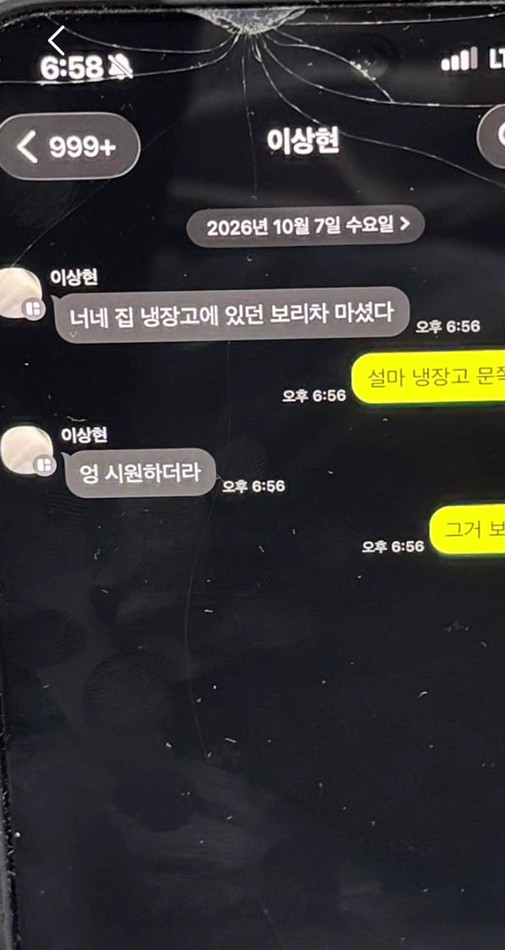 6:58
LT
999+
이상현
2026년 10월 7일 수요일 >
이상현
너네 집 냉장고에 있던 보리차 마셨다
오후 6:56
설마 냉장고 문쪽
오후 6:56
이상현
엉 시원하더라
오후 6:56
그거 보
오후 6:56